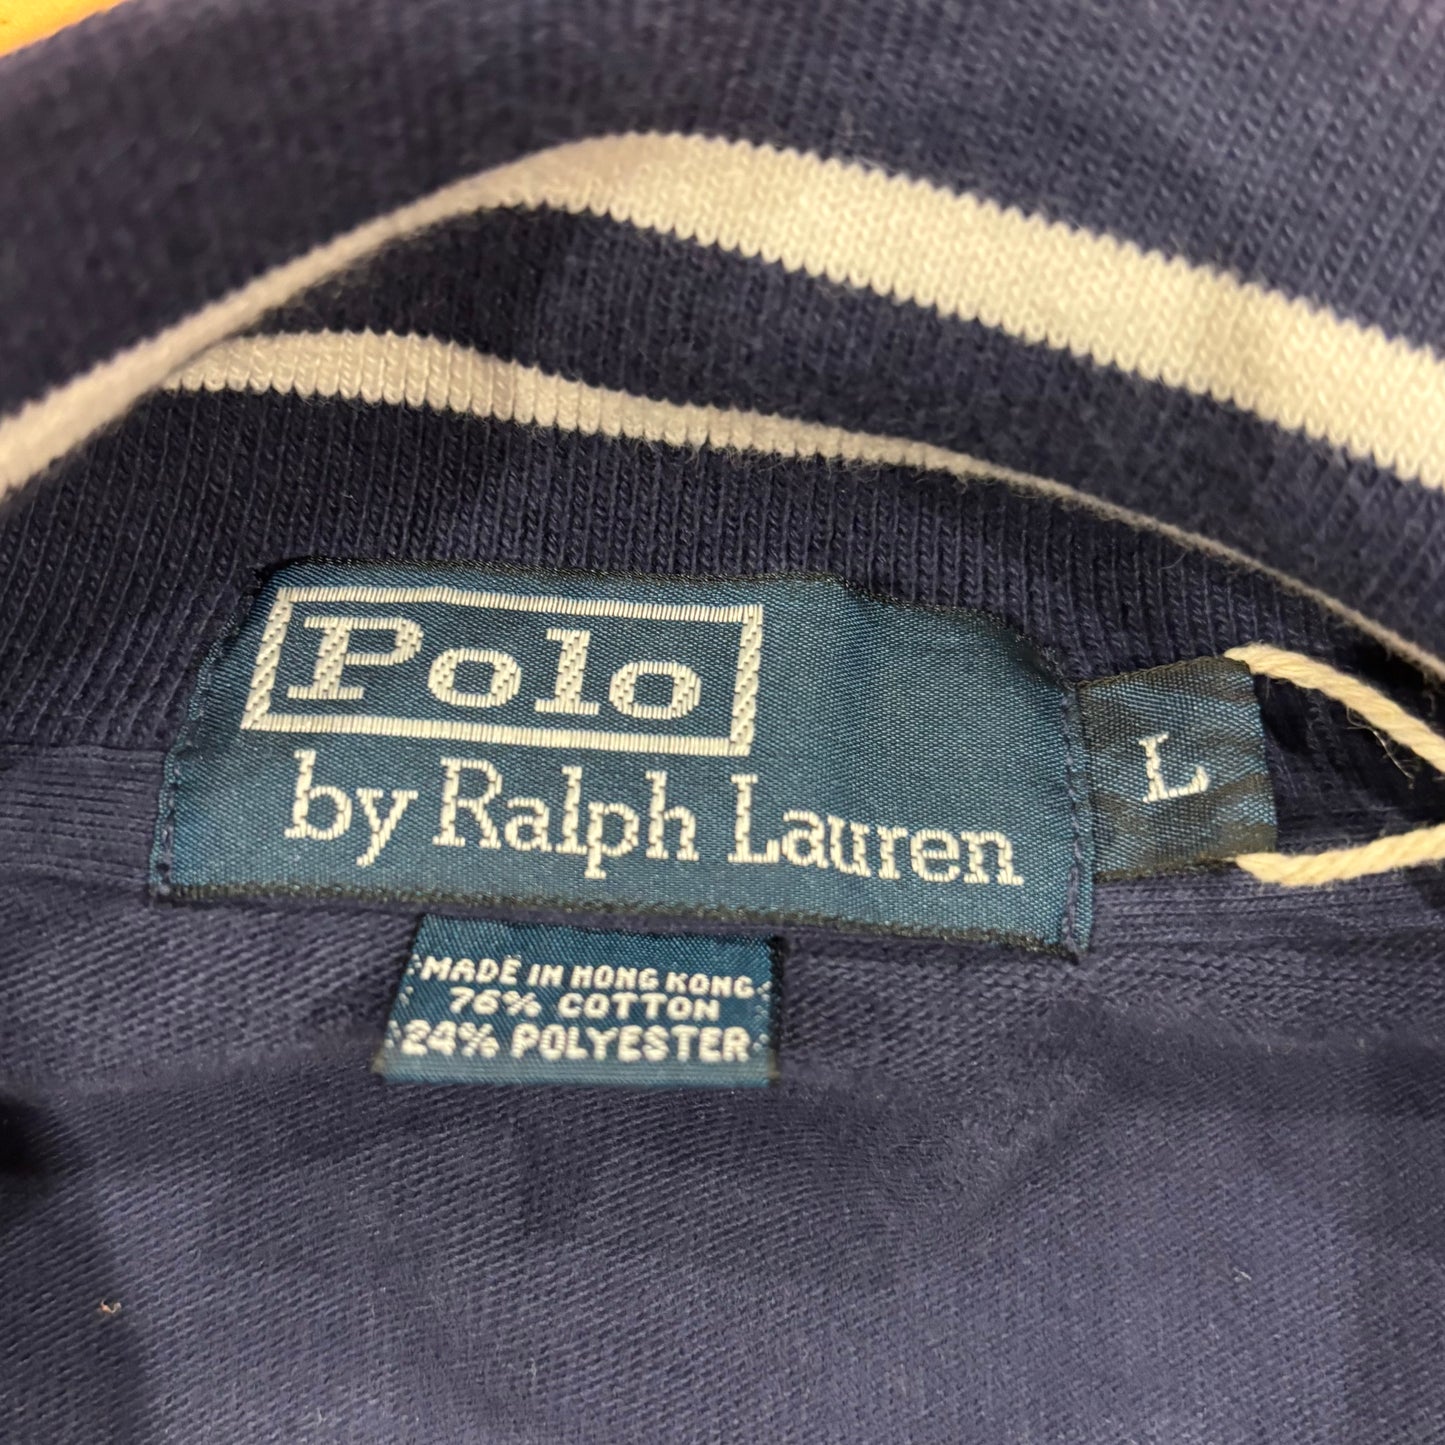 Polo
by Ralph Lauren
L
MADE IN HONG KONG
76% COTTON
24% POLYESTER